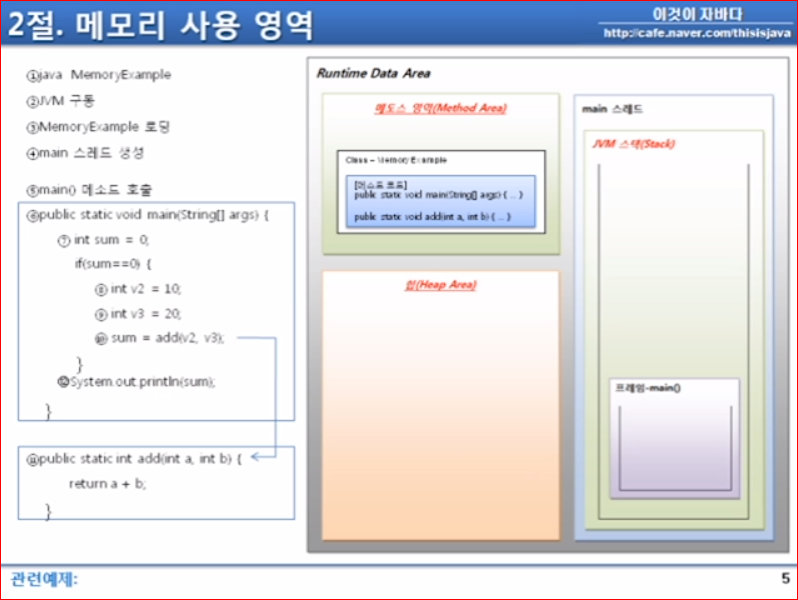 2절. 메모리 사용 영역
이것이 자바다
http://cafe.naver.com/thisisjava
①java MemoryExample
②JVM 구동
③MemoryExample 로딩
④main 스레드 생성
⑤main() 메소드 호출
⑥public static void main(String[] args) {
⑦ int sum = 0;
if(sum==0) {
⑧ int v2 = 10;
⑨ int v3 = 20;
⑩ sum = add(v2, v3);
}
⑫System.out.println(sum);
}
⑪public static int add(int a, int b) {
return a + b;
}
Runtime Data Area
메도스 영역(Method Area)
Class – Memory Example
[메소드 코드]
public static void main(String[] args) { ... }
public static void add(int a, int b) { ... }
힙(Heap Area)
main 스레드
JVM 스택(Stack)
프레임-main()
관련예제:
5